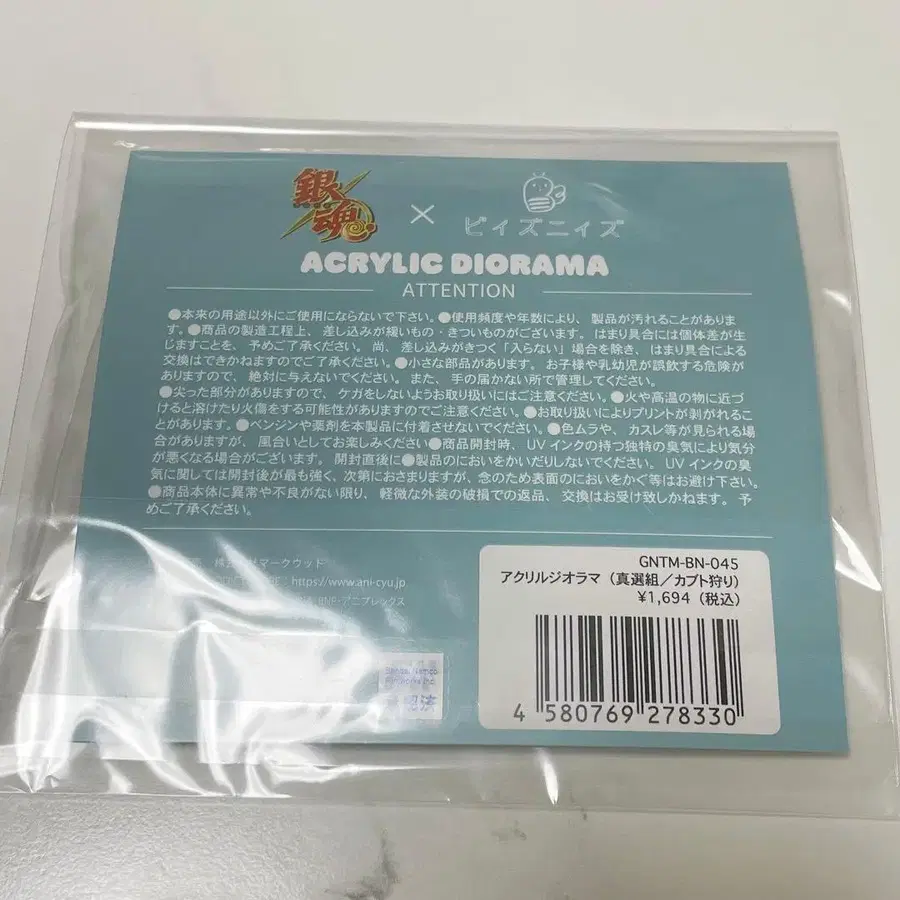 銀魂 × ビィズニィズ
ACRYLIC DIORAMA
ATTENTION
●本来の用途以外にご使用にならないで下さい。●使用頻度や年数により、製品が汚れることがありま
す。●商品の製造工程上、差し込みが緩いもの・きついものがございます。はまり具合には個体差が生
じますことを、予めご了承ください。尚、差し込みがきつく「入らない」場合を除き、はまり具合による
交換はできかねますのでご了承ください。●小さな部品があります。お子様や乳幼児が誤飲する危険が
ありますので、絶対に与えないでください。また、手の届かない所で管理してください。
●尖った部分がありますので、ケガをしないようお取り扱いにはご注意ください。●火や高温の物に近づ
けると溶けたり火傷をする可能性がありますのでご注意ください。●お取り扱いによりプリントが剥がれるこ
とがあります。●ベンジンや薬剤を本製品に付着させないでください。●色ムラや、カスレ等が見られる場
合がありますが、風合いとしてお楽しみください●商品開封時、UVインクの持つ独特の臭気により気分
が悪くなる場合がございます。開封直後に●製品のにおいをかいだりしないでください。UVインクの臭
気に関しては開封後が最も強く、次第におさまりますが、念のため表面のにおいをかぐ等はお避け下さい。
●商品本体に異常や不良がない限り、軽微な外装の破損での返品、交換はお受け致しかねます。予
めご了承ください。
マークウッド
https://www.ani-cyu.jp
BNP・アニプレックス
Bandai Namco
Filmworks Inc.
認済
GNTM-BN-045
アクリルジオラマ（真選組／カブト狩り）
¥1,694（税込）
4 580769 278330